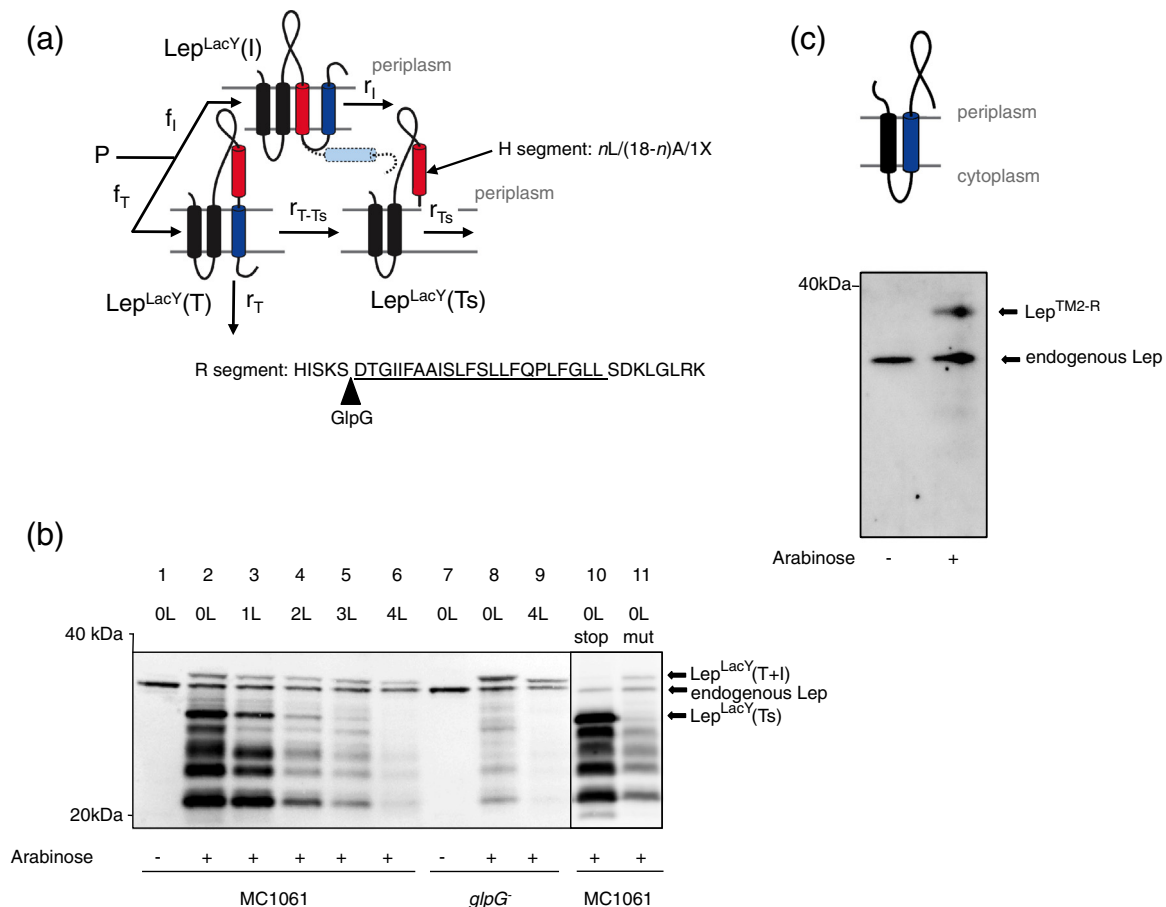 (a)
Lep^LacY(I)
periplasm
r_I
f_I
P
f_T
H segment: nL/(18-n)A/1X
periplasm
r_T-Ts
r_Ts
Lep^LacY(T)
r_T
Lep^LacY(Ts)
R segment: HISKSDTGIIFAAISLFSLLFQPLFGLLSDKLGLRK
GlpG
(c)
periplasm
cytoplasm
40kDa
Lep^TM2-R
endogenous Lep
Arabinose - +
(b)
1 2 3 4 5 6 7 8 9 10 11
0L 0L 1L 2L 3L 4L 0L 0L 4L 0L 0L
stop mut
40 kDa
Lep^LacY(T+I)
endogenous Lep
Lep^LacY(Ts)
20kDa
Arabinose - + + + + + - + + + +
MC1061 glpG^- MC1061